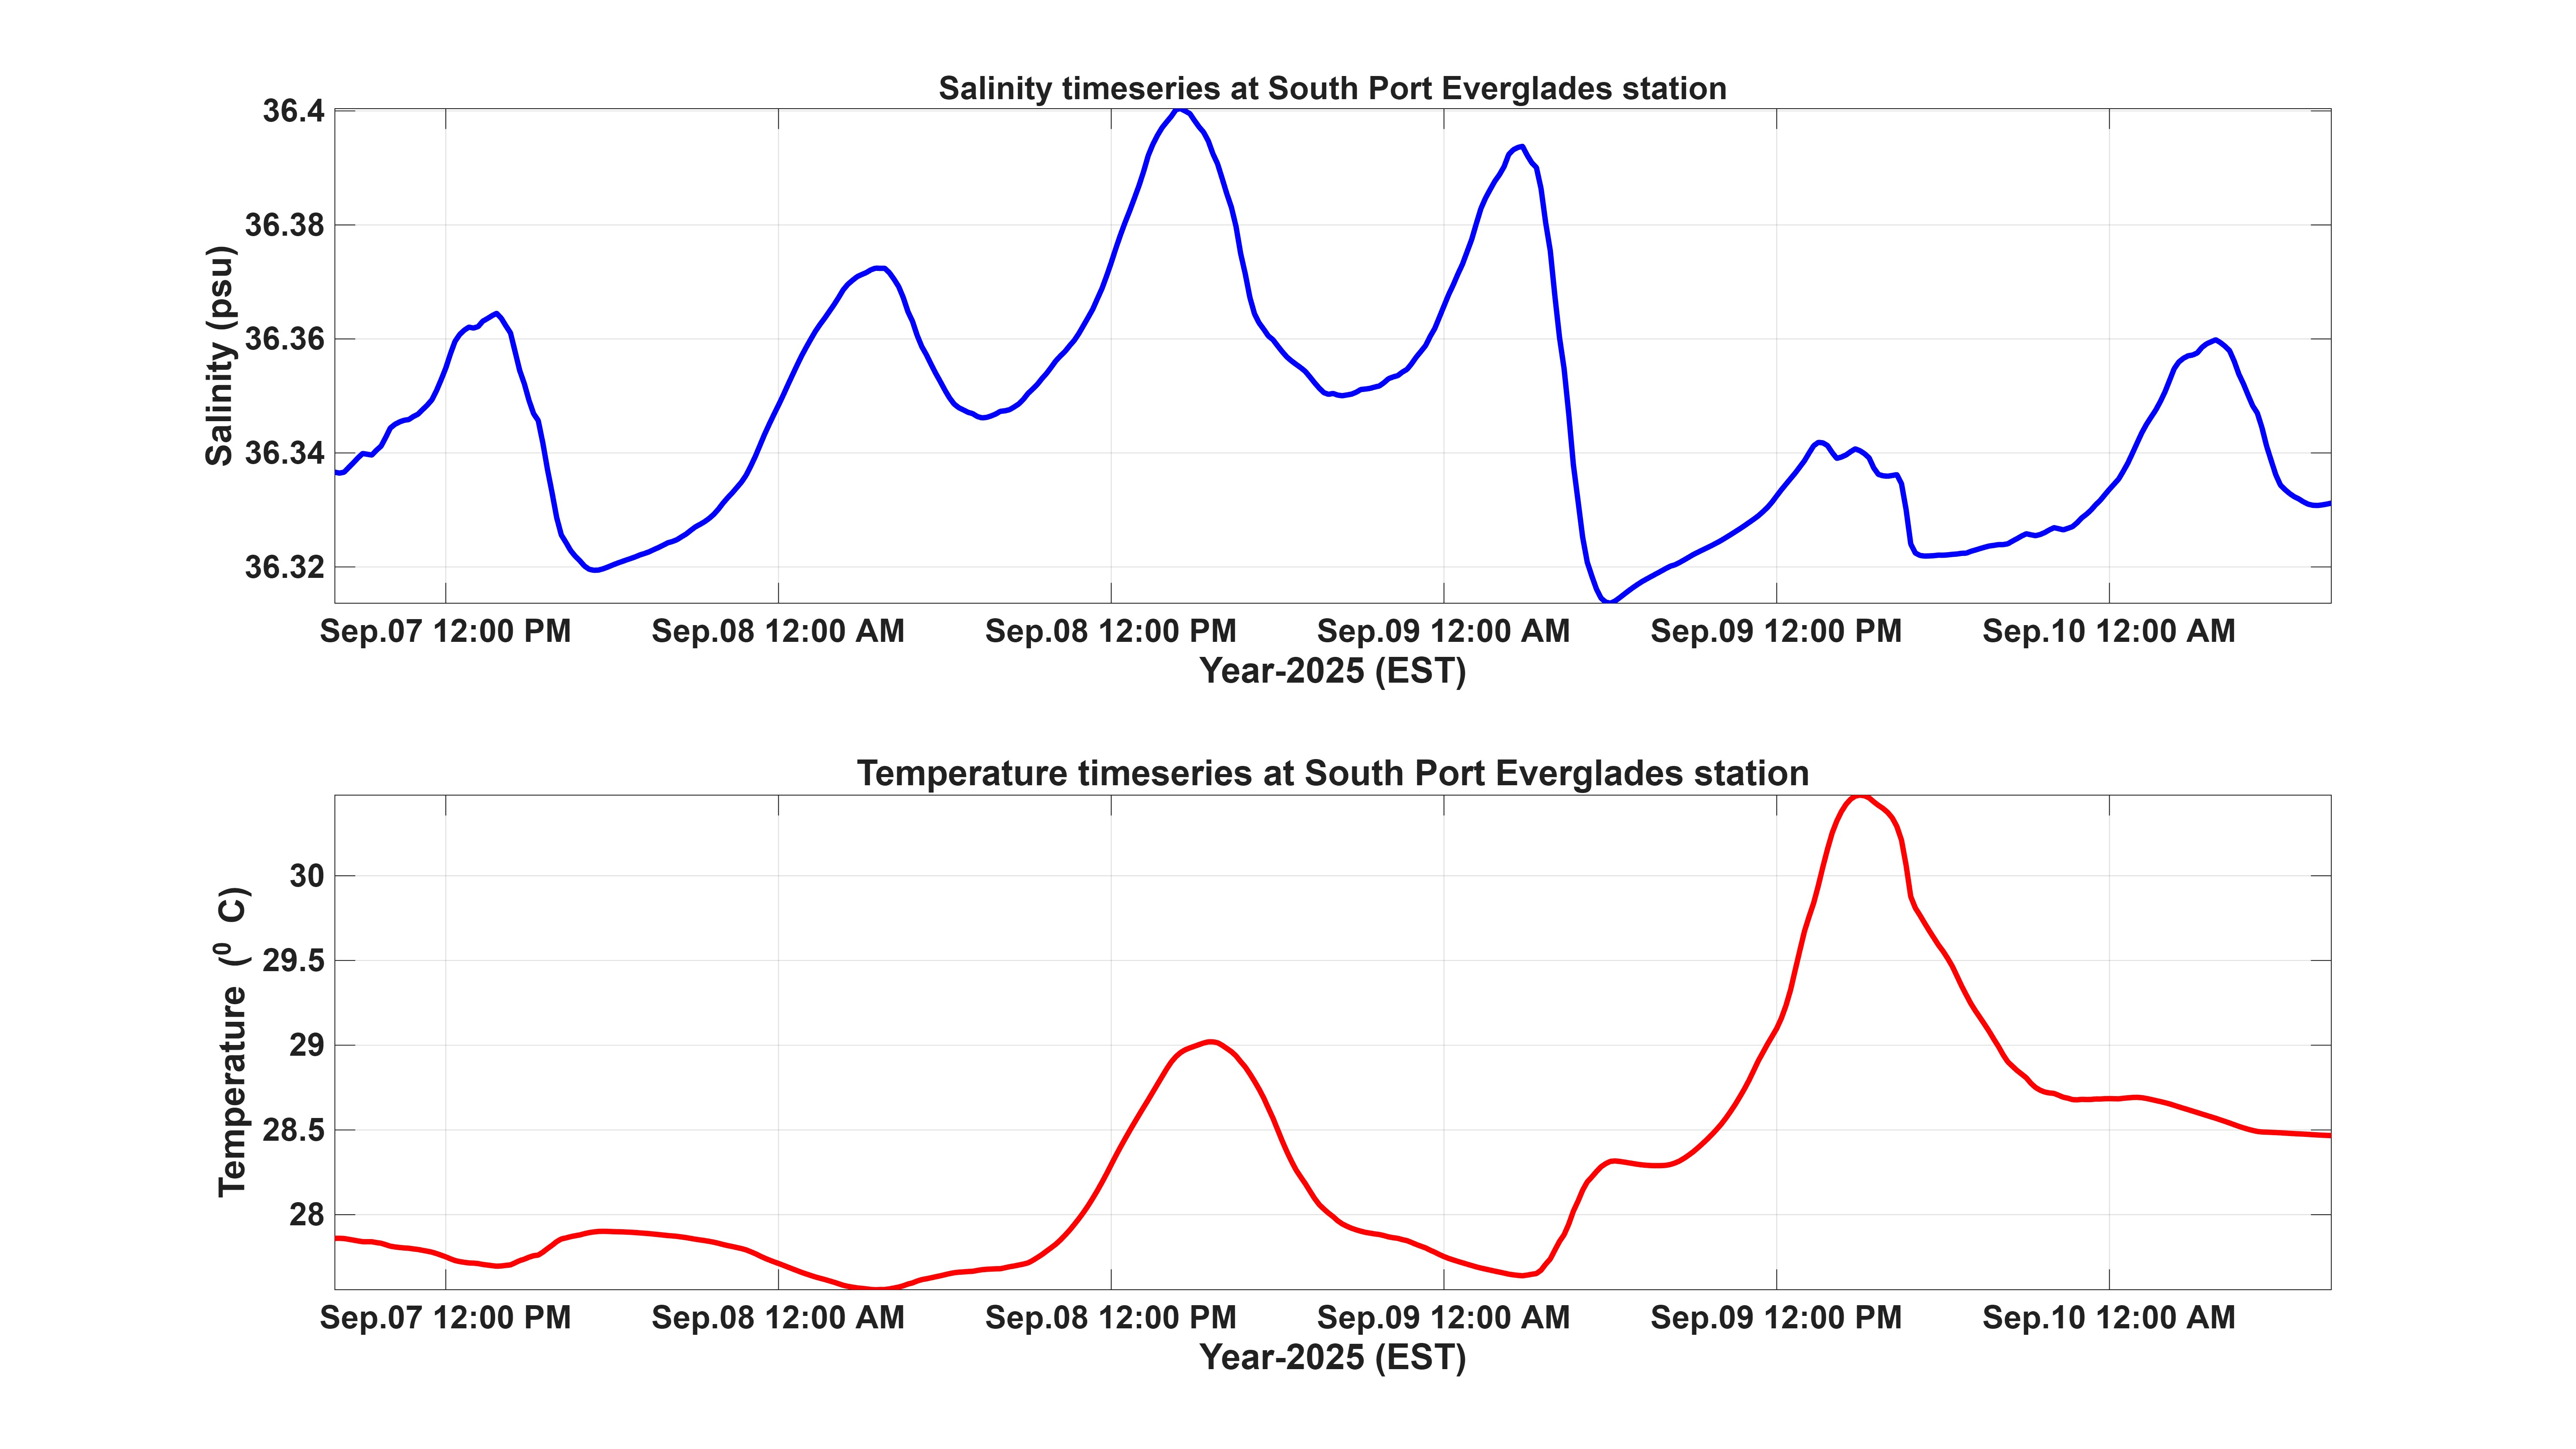 Salinity timeseries at South Port Everglades station
36.4
36.38
36.36
36.34
36.32
Salinity (psu)
Sep.07 12:00 PM Sep.08 12:00 AM Sep.08 12:00 PM Sep.09 12:00 AM Sep.09 12:00 PM Sep.10 12:00 AM
Year-2025 (EST)
Temperature timeseries at South Port Everglades station
30
29.5
29
28.5
28
Temperature (⁰ C)
Sep.07 12:00 PM Sep.08 12:00 AM Sep.08 12:00 PM Sep.09 12:00 AM Sep.09 12:00 PM Sep.10 12:00 AM
Year-2025 (EST)